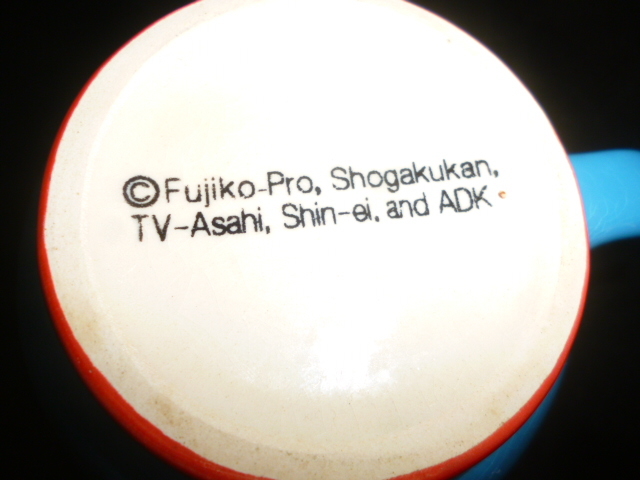 ©Fujiko-Pro, Shogakukan,
TV-Asahi, Shin-ei, and ADK